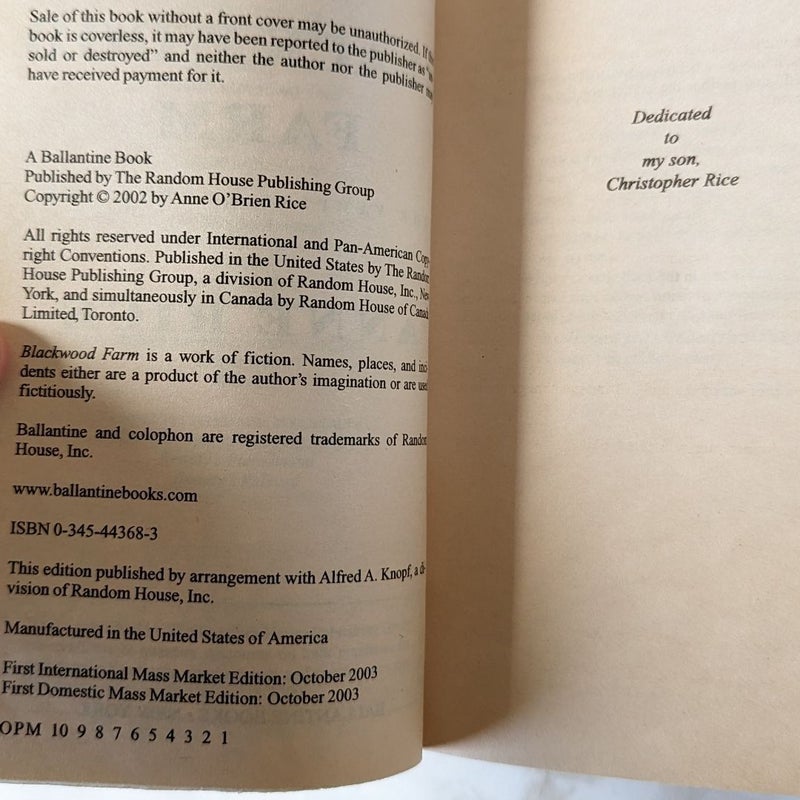 Sale of this book without a front cover may be unauthorized. If
book is coverless, it may have been reported to the publisher as
sold or destroyed” and neither the author nor the publisher
have received payment for it.
A Ballantine Book
Published by The Random House Publishing Group
Copyright © 2002 by Anne O’Brien Rice
All rights reserved under International and Pan-American
right Conventions. Published in the United States by The
House Publishing Group, a division of Random House, Inc.,
York, and simultaneously in Canada by Random House of
Limited, Toronto.
Blackwood Farm is a work of fiction. Names, places, and
dents either are a product of the author’s imagination or are
fictitiously.
Ballantine and colophon are registered trademarks of
House, Inc.
www.ballantinebooks.com
ISBN 0-345-44368-3
This edition published by arrangement with Alfred A. Knopf, a di-
vision of Random House, Inc.
Manufactured in the United States of America
First International Mass Market Edition: October 2003
First Domestic Mass Market Edition: October 2003
OPM 10 9 8 7 6 5 4 3 2 1
Dedicated
to
my son,
Christopher Rice